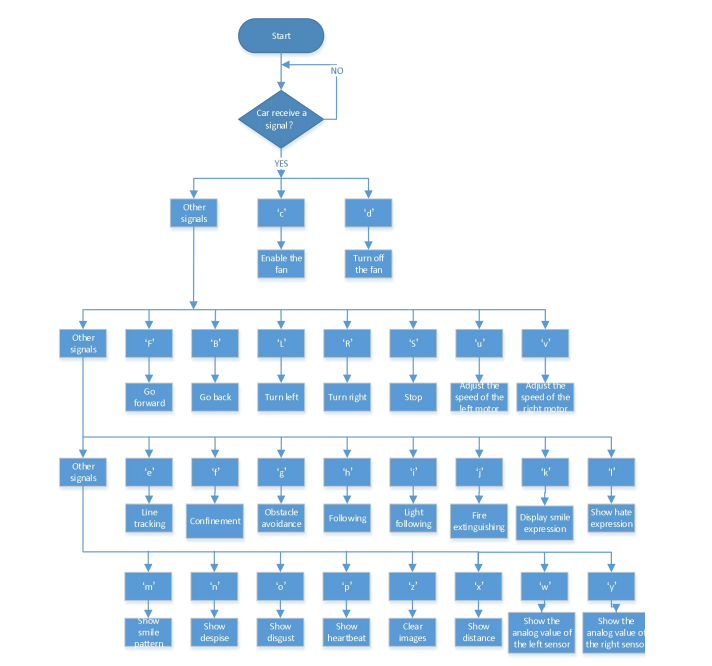 Start
NO
Car receive a
signal?
YES
Other
signals
‘c’
‘d’
Enable the
fan
Turn off
the fan
Other
signals
‘F’
‘B’
‘L’
‘R’
‘S’
‘u’
‘v’
Go
forward
Go back
Turn left
Turn right
Stop
Adjust the
speed of the
left motor
Adjust the
speed of the
right motor
Other
signals
‘e’
‘f’
‘g’
‘h’
‘i’
‘j’
‘k’
‘l’
Line
tracking
Confinement
Obstacle
avoidance
Following
Light
following
Fire
extinguishing
Display smile
expression
Show hate
expression
‘m’
‘n’
‘o’
‘p’
‘z’
‘x’
‘w’
‘y’
Show
smile
pattern
Show
despise
Show
disgust
Show
heartbeat
Clear
images
Show
distance
Show the
analog value of
the left sensor
Show the
analog value of
the right sensor